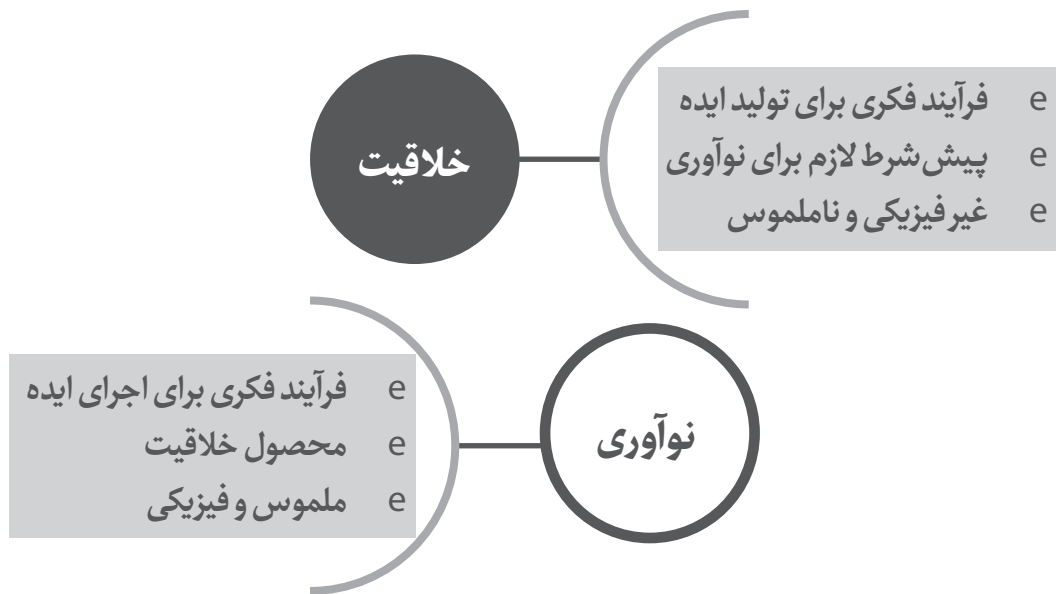 خلاقیت
e فرآیند فکری برای تولید ایده
e پیش‌شرط لازم برای نوآوری
e غیر فیزیکی و ناملموس
نوآوری
e فرآیند فکری برای اجرای ایده
e محصول خلاقیت
e ملموس و فیزیکی